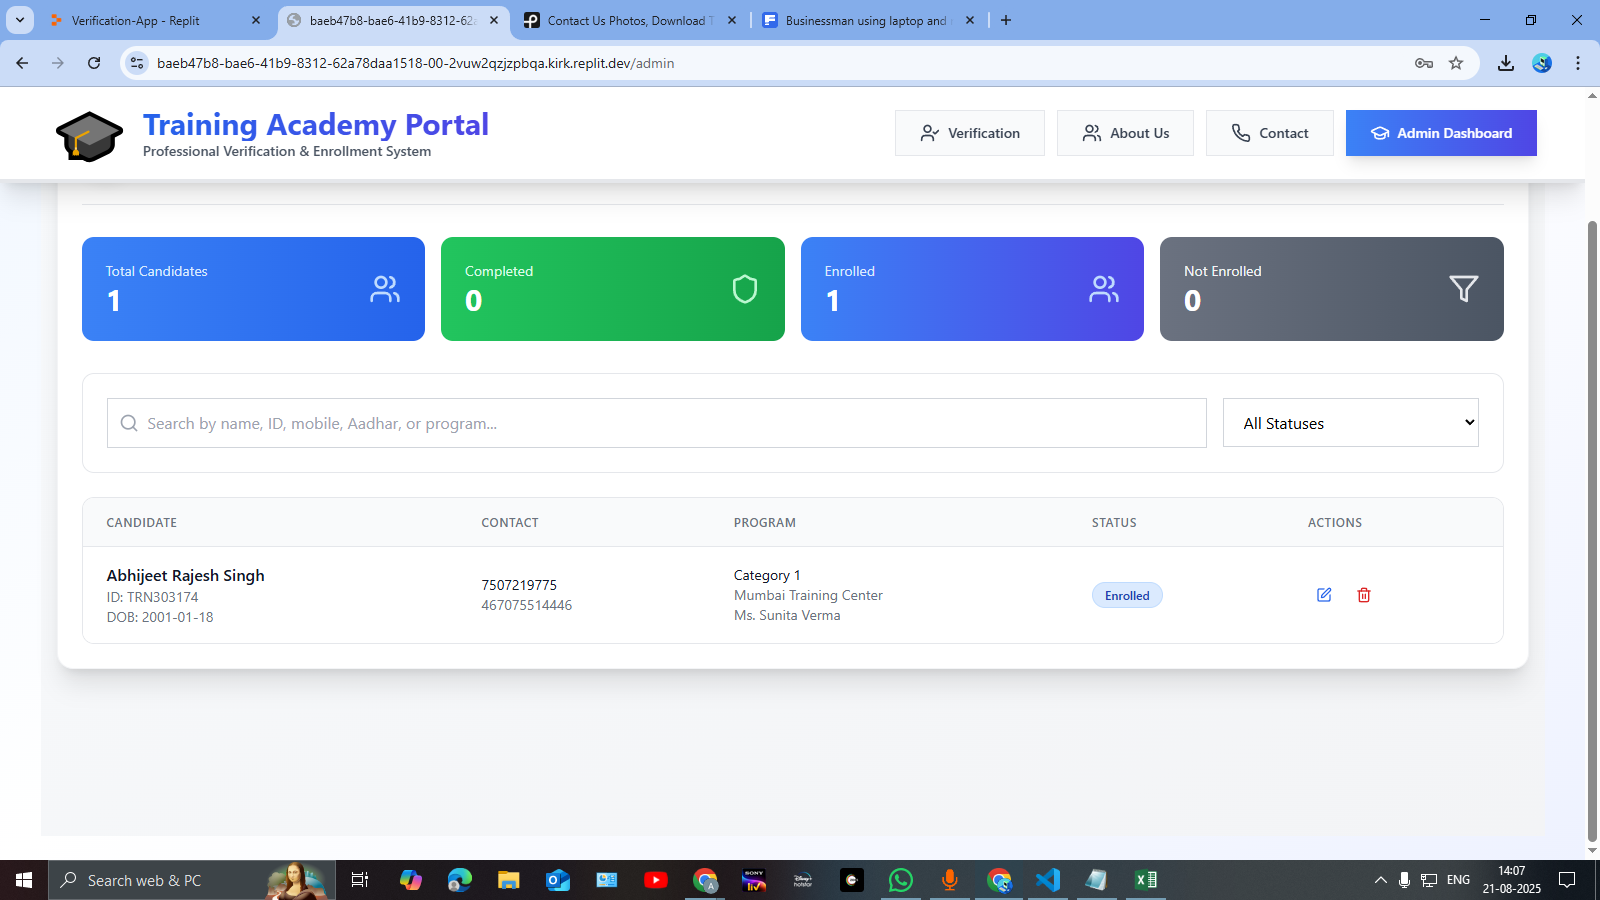 Verification-App - Replit
baeb47b8-bae6-41b9-8312-62a
Contact Us Photos, Download T
Businessman using laptop and
baeb47b8-bae6-41b9-8312-62a78daa1518-00-2vuw2qzjzpbqa.kirk.replit.dev/admin
Training Academy Portal
Professional Verification & Enrollment System
Verification
About Us
Contact
Admin Dashboard
Total Candidates
1
Completed
0
Enrolled
1
Not Enrolled
0
Search by name, ID, mobile, Aadhar, or program...
All Statuses
CANDIDATE CONTACT PROGRAM STATUS ACTIONS
Abhijeet Rajesh Singh
ID: TRN303174
DOB: 2001-01-18
7507219775
467075514446
Category 1
Mumbai Training Center
Ms. Sunita Verma
Enrolled
Search web & PC
A
SONY
liv
hotstar
ENG
14:07
21-08-2025